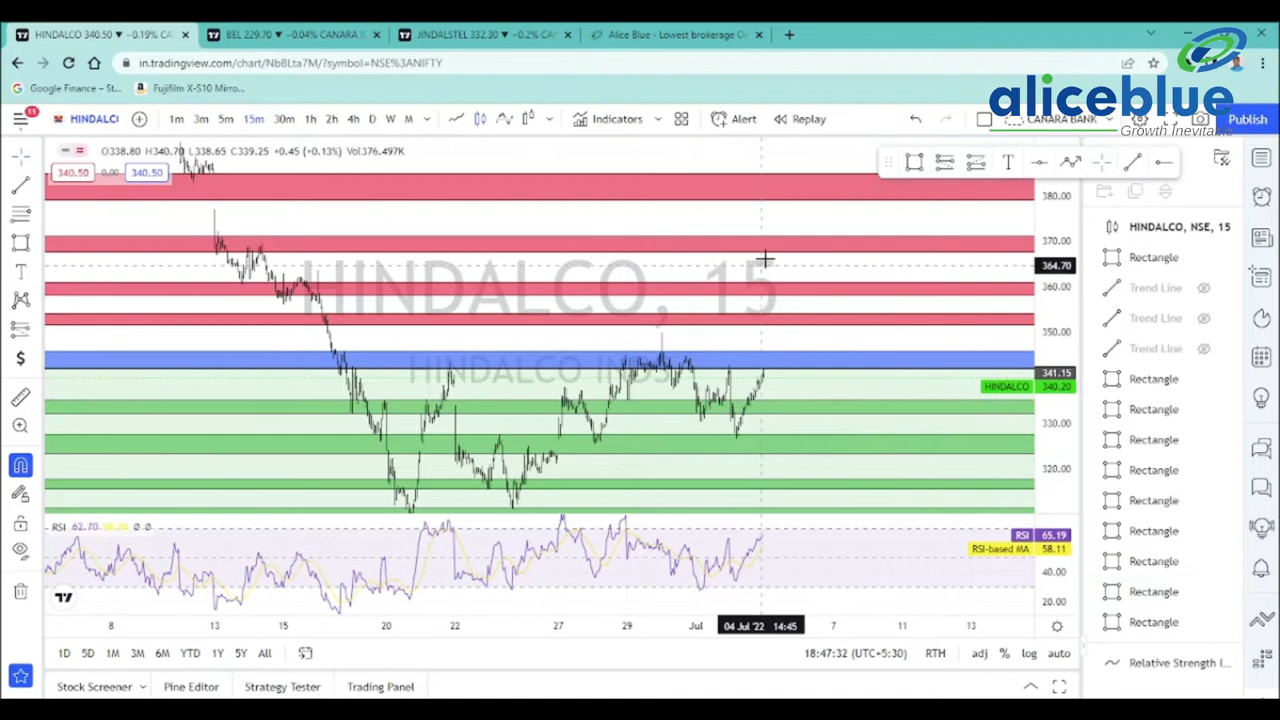 HINDALCO 340.50 ▼ −0.19% CANARA
BEL 229.70 ▼ −0.04% CANARA B
JINDALSTEL 332.30 ▼ −0.2% CAN
Alice Blue - Lowest brokerage O
in.tradingview.com/chart/NbBLta7M/?symbol=NSE%3ANIFTY
Google Finance – St...
Fujifilm X-S10 Mirro...
aliceblue
Growth Inevitable
11
HINDALCO
1m 3m 5m 15m 30m 1h 2h 4h D W M
Indicators
Alert
Replay
CANARA BANK
Publish
O338.80 H340.70 L338.65 C339.25 +0.45 (+0.13%) Vol376.497K
340.50 0.00 340.50
HINDALCO, 15
HINDALCO INDS
380.00
370.00
364.70
360.00
350.00
341.15
HINDALCO 340.20
330.00
320.00
RSI 62.70
RSI 65.19
RSI-based MA 58.11
40.00
20.00
8 13 15 20 22 27 29 Jul 04 Jul '22 14:45 7 11 13
1D 5D 1M 3M 6M YTD 1Y 5Y All
18:47:32 (UTC+5:30) RTH adj % log auto
Stock Screener
Pine Editor
Strategy Tester
Trading Panel
HINDALCO, NSE, 15
Rectangle
Trend Line
Trend Line
Trend Line
Rectangle
Rectangle
Rectangle
Rectangle
Rectangle
Rectangle
Rectangle
Rectangle
Rectangle
Relative Strength I...